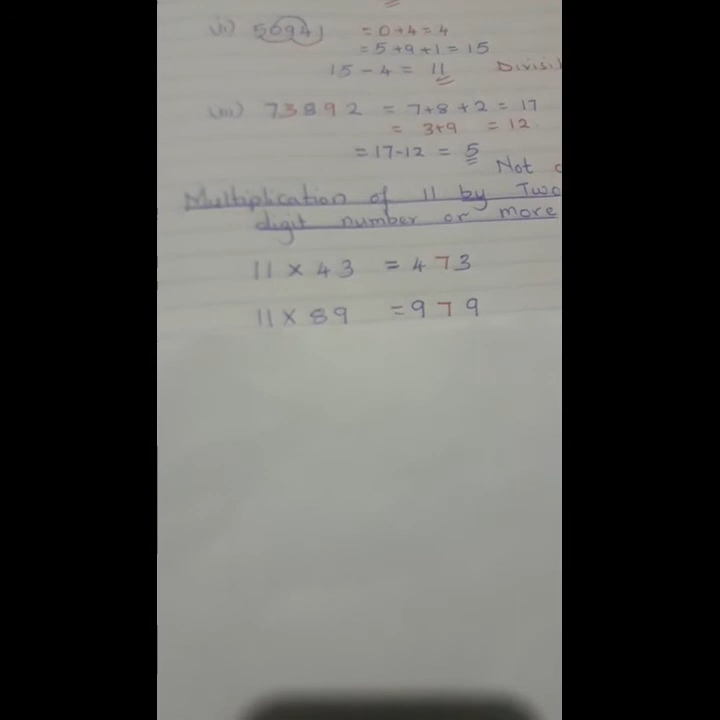 vi) 50941 = 0+4 = 4
= 5+9+1 = 15
15 - 4 = 11
(vii) 73892 = 7+8+2 = 17
= 3+9 = 12
= 17-12 = 5
Not
Multiplication of 11 by Two
digit number or more
11 × 43 = 473
11 × 89 = 979